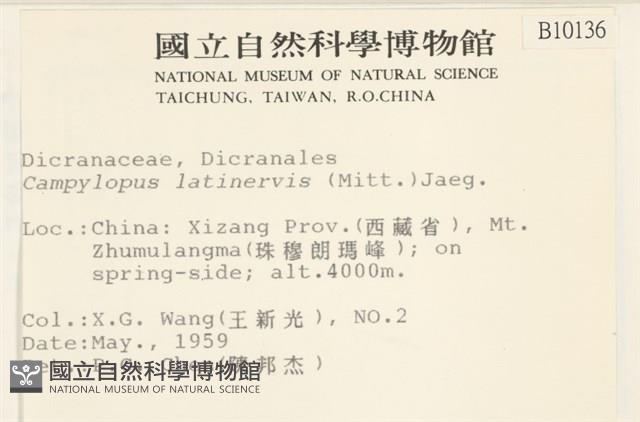 國立自然科學博物館
B10136
NATIONAL MUSEUM OF NATURAL SCIENCE
TAICHUNG, TAIWAN, R.O.CHINA
Dicranaceae, Dicranales
Campylopus latinervis (Mitt.)Jaeg.
Loc.:China: Xizang Prov.(西藏省), Mt.
Zhumulangma(珠穆朗瑪峰); on
spring-side; alt.4000m.
Col.:X.G. Wang(王新光), NO.2
Date:May., 1959
(陳邦杰)
國立自然科學博物館
NATIONAL MUSEUM OF NATURAL SCIENCE